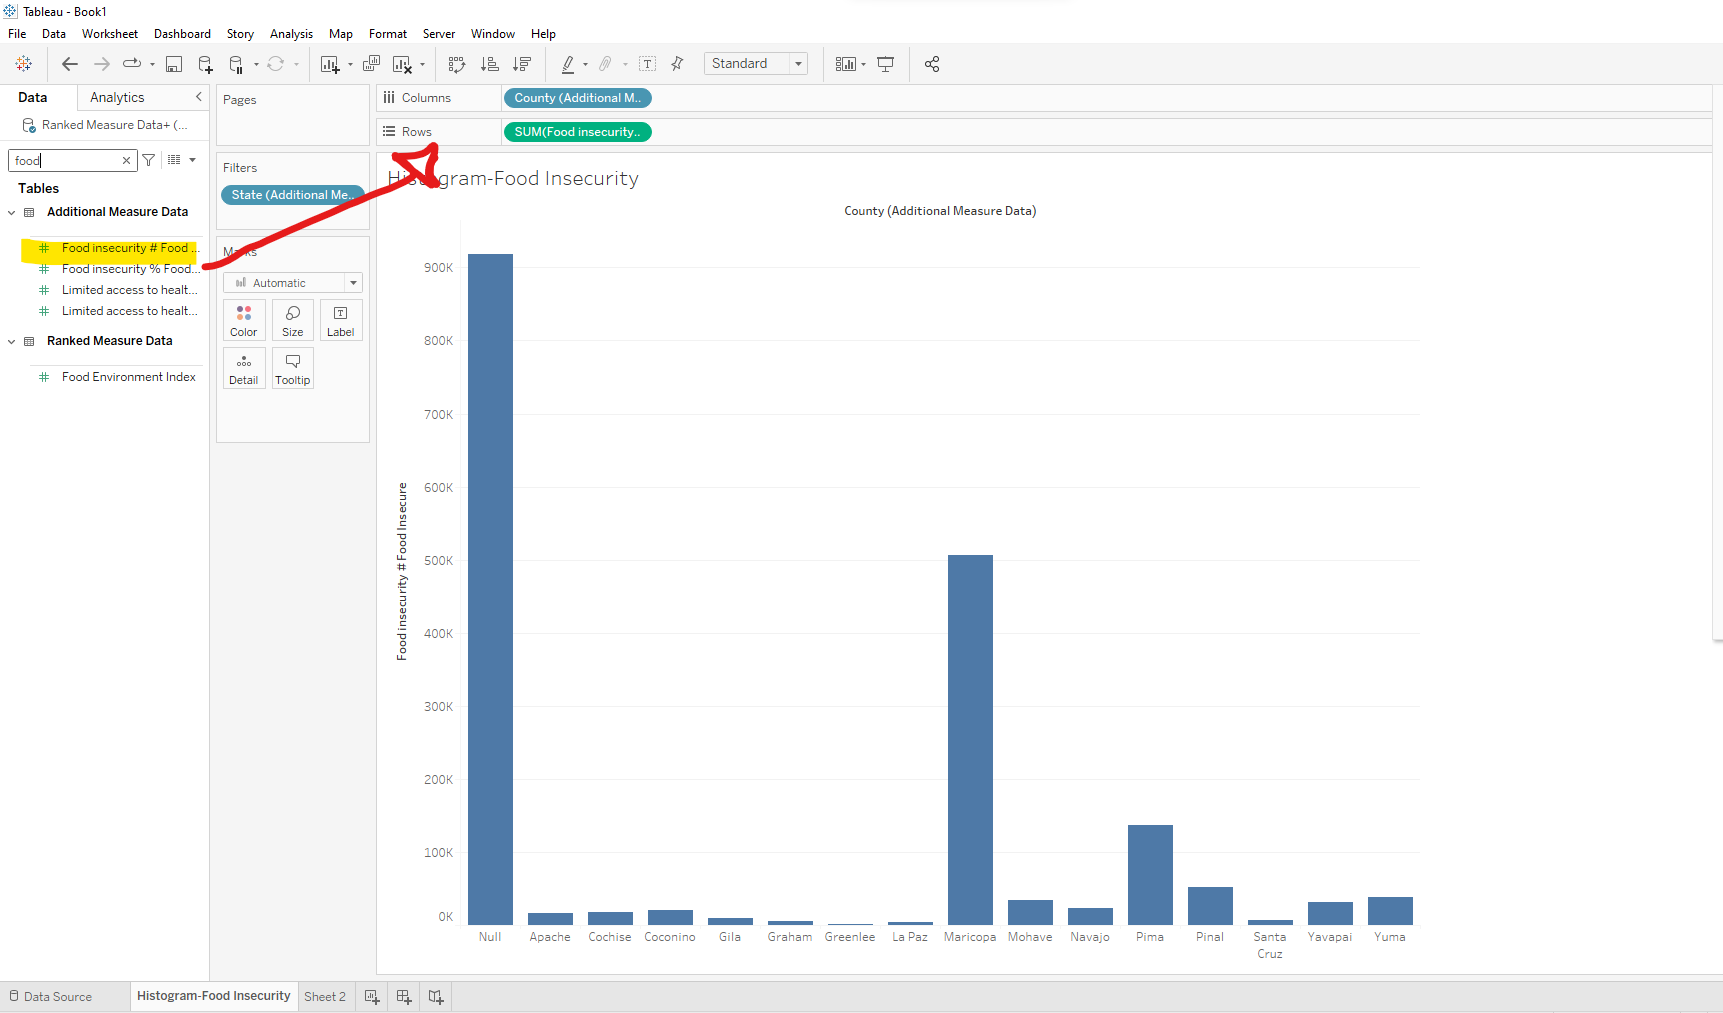 Tableau - Book1
File Data Worksheet Dashboard Story Analysis Map Format Server Window Help
Standard
Data Analytics
Ranked Measure Data+ (...
food
Tables
Additional Measure Data
Food insecurity # Food ...
Food insecurity % Food...
Limited access to healt...
Limited access to healt...
Ranked Measure Data
Food Environment Index
Pages
Filters
State (Additional Me..
Marks
Automatic
Color Size Label
Detail Tooltip
Columns County (Additional M..
Rows SUM(Food insecurity..
Histogram-Food Insecurity
County (Additional Measure Data)
Food insecurity # Food Insecure
900K
800K
700K
600K
500K
400K
300K
200K
100K
0K
Null Apache Cochise Coconino Gila Graham Greenlee La Paz Maricopa Mohave Navajo Pima Pinal Santa Cruz Yavapai Yuma
Data Source Histogram-Food Insecurity Sheet 2